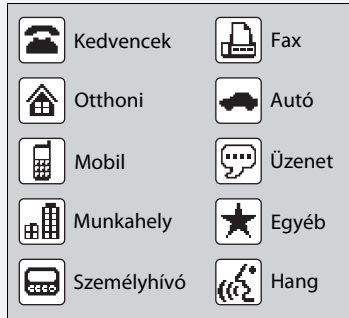 Kedvencek
Fax
Otthoni
Autó
Mobil
Üzenet
Munkahely
Egyéb
Személyhívó
Hang